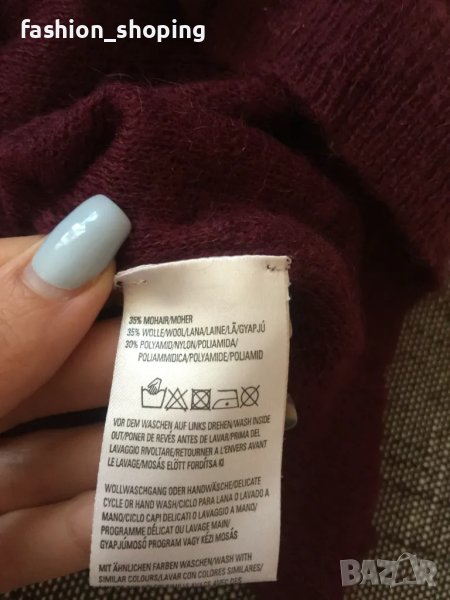 fashion_shoping
35% MOHAIR/MOHER
35% WOLLE/WOOL/LANA/LAINE/LÃ/GYAPJÚ
30% POLYAMID/NYLON/POLIAMIDA/
POLIAMMIDICA/POLYAMIDE/POLIAMID
VOR DEM WASCHEN AUF LINKS DREHEN/WASH INSIDE
OUT/PONER DE REVÉS ANTES DE LAVAR/PRIMA DEL
LAVAGGIO RIVOLTARE/RETOURNER A L'ENVERS AVANT
LE LAVAGE/MOSÁS ELŐTT FORDÍTSA KI
WOLLWASCHGANG ODER HANDWÄSCHE/DELICATE
CYCLE OR HAND WASH/CICLO PARA LANA O LAVADO A
MANO/CICLO CAPI DELICATI O LAVAGGIO A MANO/
PROGRAMME DÉLICAT OU LAVAGE MAIN/
GYAPJÚMOSÓ PROGRAM VAGY KÉZI MOSÁS
MIT ÄHNLICHEN FARBEN WASCHEN/WASH WITH
SIMILAR COLOURS/LAVAR CON COLORES SIMILARES/
BAZAR